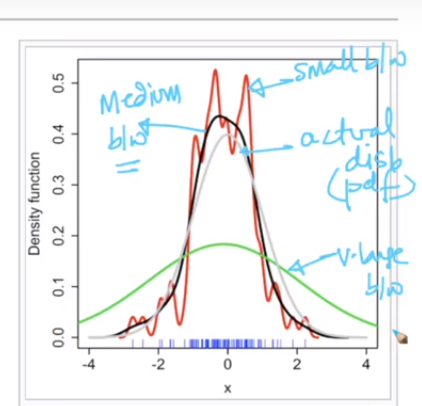 small b/w
Medium
b/w
actual
disb
(pdf)
v.large
b/w
Density function
0.5
0.4
0.3
0.2
0.1
0.0
-4
-2
0
2
4
x